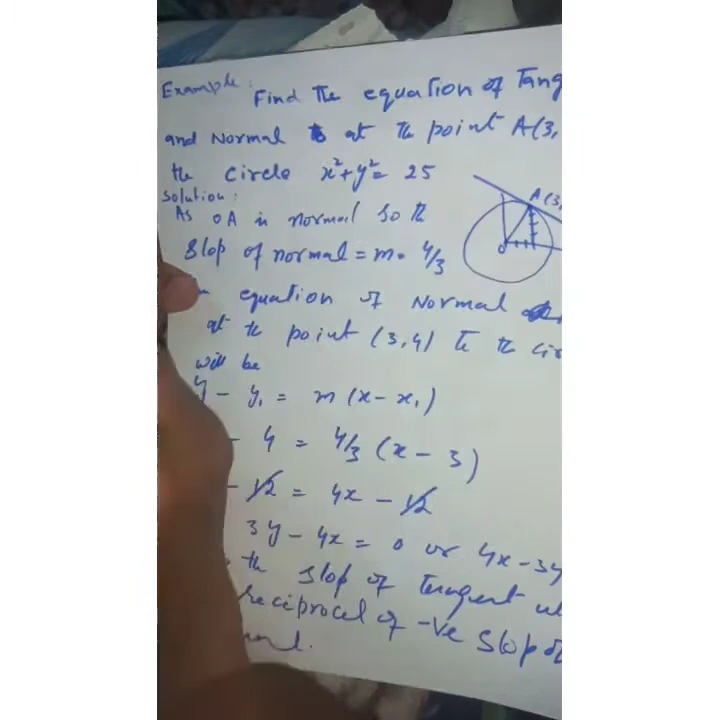 Example: Find the equation of Tang
and Normal at the point A(3,
the circle x²+y²= 25
Solution:
A(3,
As OA is normal so the
O
Slop of normal = m = 4/3
equation of Normal
at the point (3,4) to the cir
will be
y - y₁ = m (x - x₁)
- 4 = 4/3 (x - 3)
- 12 = 4x - 12
3y - 4x = 0 or 4x - 3y
the slop of Tangent
reciprocel of -ve slop of